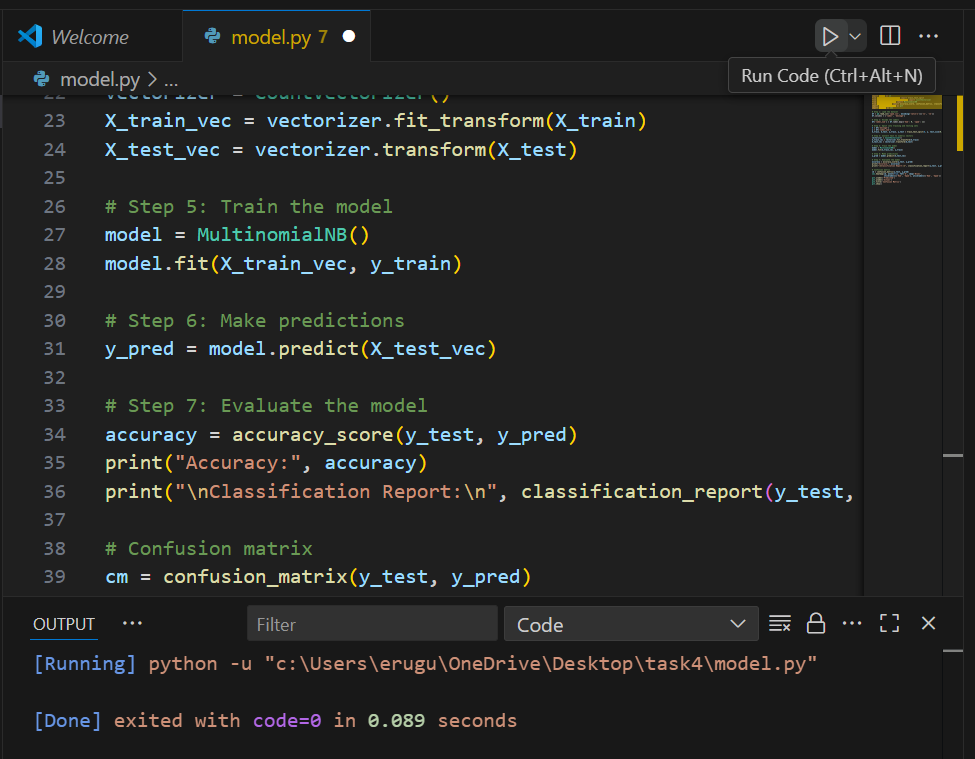 Welcome
model.py 7
model.py > ...
Run Code (Ctrl+Alt+N)
22 vectorizer = CountVectorizer()
23 X_train_vec = vectorizer.fit_transform(X_train)
24 X_test_vec = vectorizer.transform(X_test)
25
26 # Step 5: Train the model
27 model = MultinomialNB()
28 model.fit(X_train_vec, y_train)
29
30 # Step 6: Make predictions
31 y_pred = model.predict(X_test_vec)
32
33 # Step 7: Evaluate the model
34 accuracy = accuracy_score(y_test, y_pred)
35 print("Accuracy:", accuracy)
36 print("\nClassification Report:\n", classification_report(y_test,
37
38 # Confusion matrix
39 cm = confusion_matrix(y_test, y_pred)
OUTPUT ... Filter Code
[Running] python -u "c:\Users\erugu\OneDrive\Desktop\task4\model.py"
[Done] exited with code=0 in 0.089 seconds